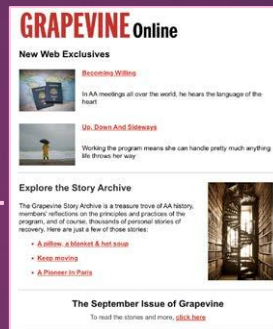 GRAPEVINE Online
New Web Exclusives
Becoming Willing
In AA meetings all over the world, he hears the language of the
heart
Up, Down And Sideways
Working the program means she can handle pretty much anything
life throws her way
Explore the Story Archive
The Grapevine Story Archive is a treasure trove of AA history,
members' reflections on the principles and practices of the
program, and of course, thousands of personal stories of
recovery. Here are just a few of those stories:
• A pillow, a blanket & hot soup
• Keep moving
• A Pioneer in Paris
The September Issue of Grapevine
To read the stories and more, click here